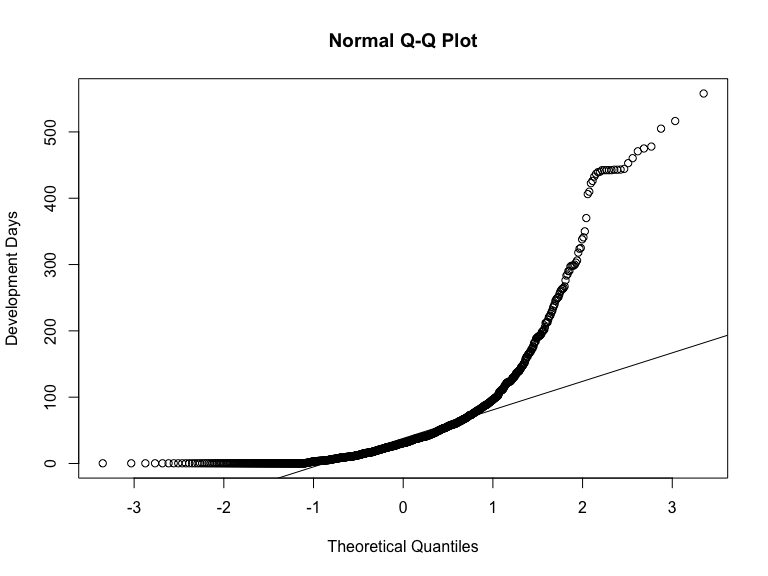 Normal Q-Q Plot
Development Days
500
400
300
200
100
0
-3 -2 -1 0 1 2 3
Theoretical Quantiles